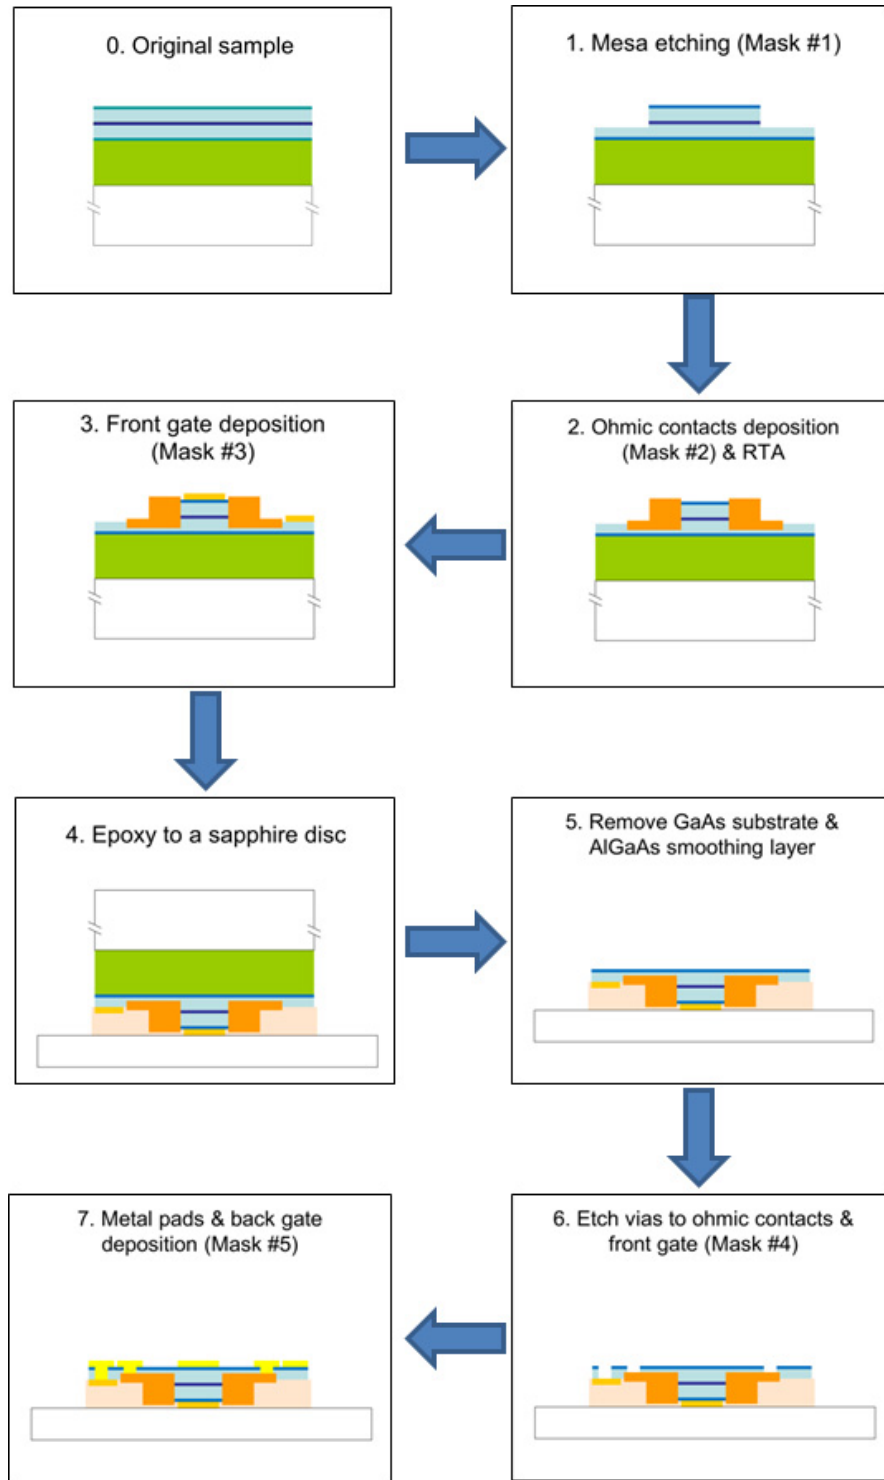 0. Original sample
1. Mesa etching (Mask #1)
2. Ohmic contacts deposition
(Mask #2) & RTA
3. Front gate deposition
(Mask #3)
4. Epoxy to a sapphire disc
5. Remove GaAs substrate &
AlGaAs smoothing layer
6. Etch vias to ohmic contacts &
front gate (Mask #4)
7. Metal pads & back gate
deposition (Mask #5)